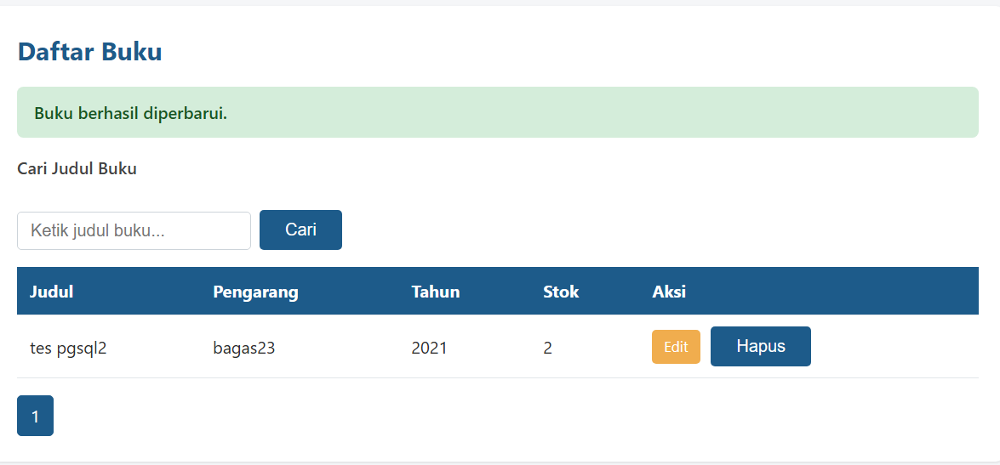 Daftar Buku
Buku berhasil diperbarui.
Cari Judul Buku
Ketik judul buku... Cari
Judul Pengarang Tahun Stok Aksi
tes pgsql2 bagas23 2021 2 Edit Hapus
1